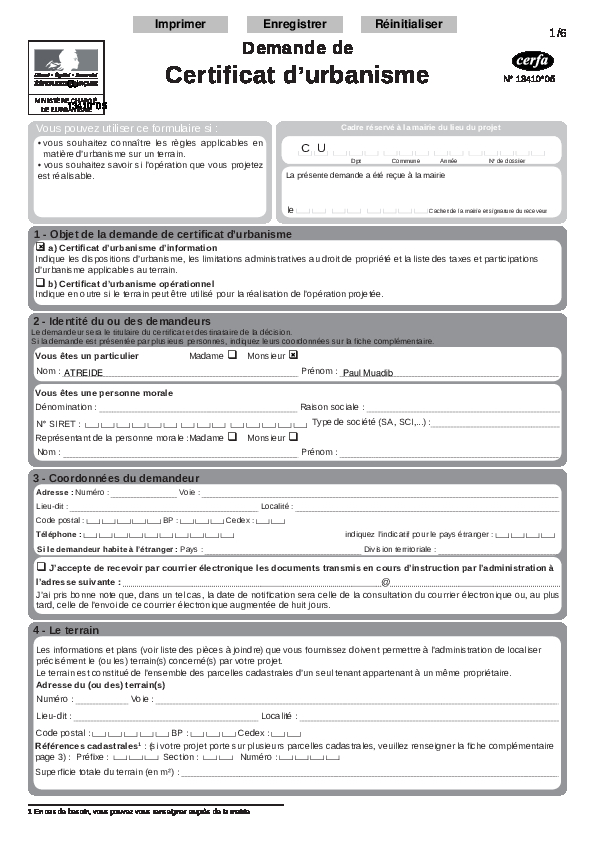 Imprimer Enregistrer Réinitialiser
1/6
Demande de
Certificat d'urbanisme
cerfa
N° 13410*05
Liberté • Égalité • Fraternité
MINISTÈRE CHARGÉ
DE L'URBANISME
Vous pouvez utiliser ce formulaire si :
• vous souhaitez connaître les règles applicables en
matière d'urbanisme sur un terrain.
• vous souhaitez savoir si l'opération que vous projetez
est réalisable.
Cadre réservé à la mairie du lieu du projet
C U
Dpt Commune Année N° de dossier
La présente demande a été reçue à la mairie
le Cachet de la mairie et signature du receveur
1 - Objet de la demande de certificat d'urbanisme
a) Certificat d'urbanisme d'information
Indique les dispositions d'urbanisme, les limitations administratives au droit de propriété et la liste des taxes et participations
d'urbanisme applicables au terrain.
b) Certificat d'urbanisme opérationnel
Indique en outre si le terrain peut être utilisé pour la réalisation de l'opération projetée.
2 - Identité du ou des demandeurs
Le demandeur sera le titulaire du certificat et destinataire de la décision.
Si la demande est présentée par plusieurs personnes, indiquez leurs coordonnées sur la fiche complémentaire.
Vous êtes un particulier Madame Monsieur
Nom : ATREIDE Prénom : Paul Muadib
Vous êtes une personne morale
Dénomination : Raison sociale :
N° SIRET : Type de société (SA, SCI,...) :
Représentant de la personne morale : Madame Monsieur
Nom : Prénom :
3 - Coordonnées du demandeur
Adresse : Numéro : Voie :
Lieu-dit : Localité :
Code postal : BP : Cedex :
Téléphone : indiquez l'indicatif pour le pays étranger :
Si le demandeur habite à l'étranger : Pays : Division territoriale :
J'accepte de recevoir par courrier électronique les documents transmis en cours d'instruction par l'administration à
l'adresse suivante : @
J'ai pris bonne note que, dans un tel cas, la date de notification sera celle de la consultation du courrier électronique ou, au plus
tard, celle de l'envoi de ce courrier électronique augmentée de huit jours.
4 - Le terrain
Les informations et plans (voir liste des pièces à joindre) que vous fournissez doivent permettre à l'administration de localiser
précisément le (ou les) terrain(s) concerné(s) par votre projet.
Le terrain est constitué de l'ensemble des parcelles cadastrales d'un seul tenant appartenant à un même propriétaire.
Adresse du (ou des) terrain(s)
Numéro : Voie :
Lieu-dit : Localité :
Code postal : BP : Cedex :
Références cadastrales¹ : (si votre projet porte sur plusieurs parcelles cadastrales, veuillez renseigner la fiche complémentaire
page 3) : Préfixe : Section : Numéro :
Superficie totale du terrain (en m²) :
1 En cas de besoin, vous pouvez vous renseigner auprès de la mairie